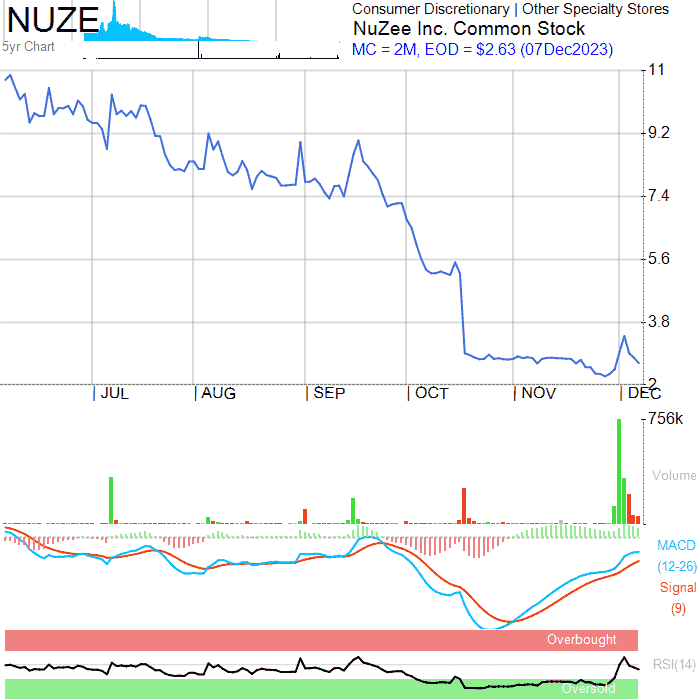 NUZE
Consumer Discretionary | Other Specialty Stores
NuZee Inc. Common Stock
5yr Chart
MC = 2M, EOD = $2.63 (07Dec2023)
11
9.2
7.4
5.6
3.8
2
JUL AUG SEP OCT NOV DEC
756k
Volume
MACD
(12-26)
Signal
(9)
Overbought
RSI(14)
Oversold